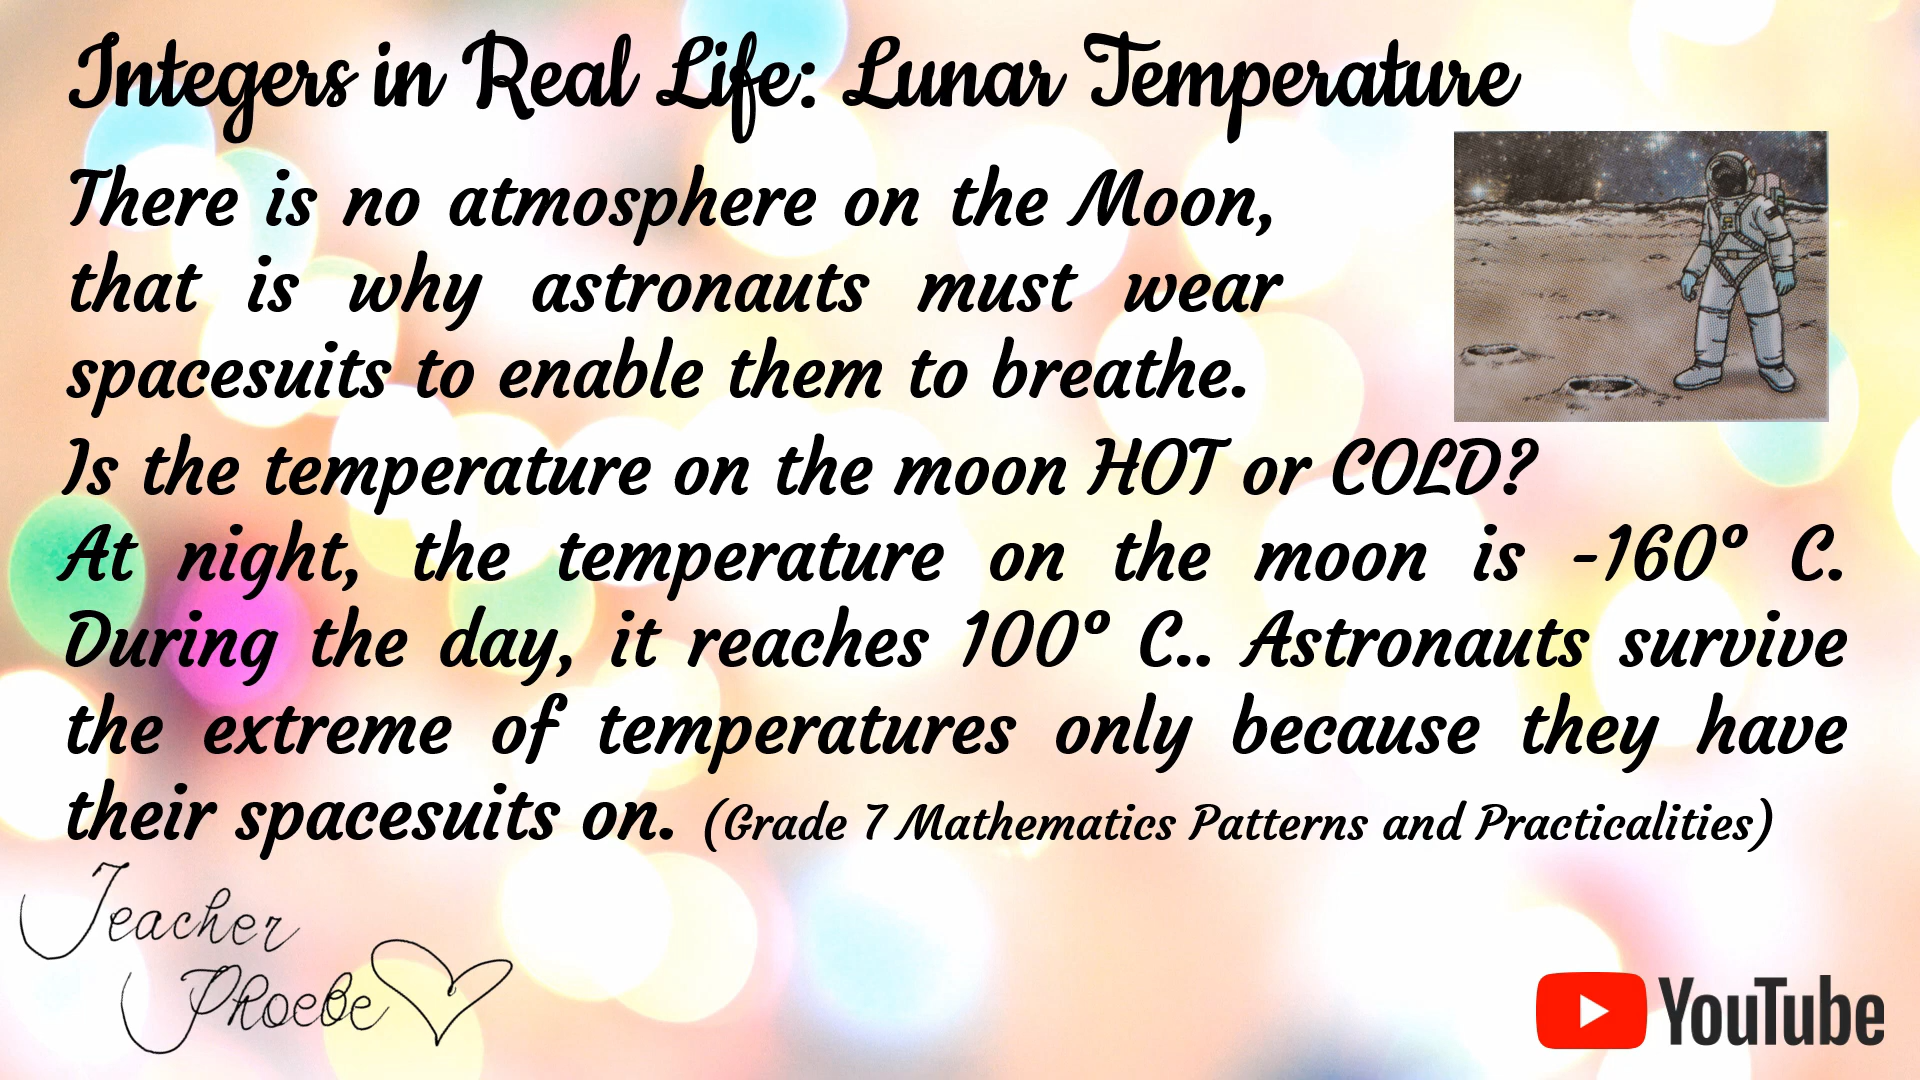 Integers in Real Life: Lunar Temperature
There is no atmosphere on the Moon,
that is why astronauts must wear
spacesuits to enable them to breathe.
Is the temperature on the moon HOT or COLD?
At night, the temperature on the moon is -160° C.
During the day, it reaches 100° C.. Astronauts survive
the extreme of temperatures only because they have
their spacesuits on. (Grade 7 Mathematics Patterns and Practicalities)
Teacher
Phoebe
YouTube